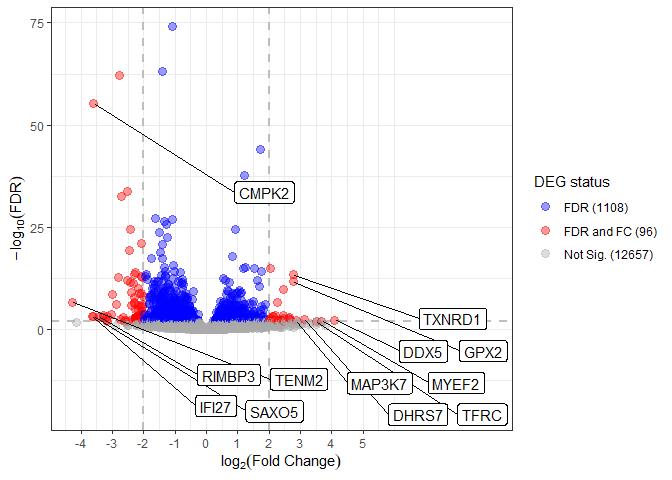 75
50
25
0
−log10(FDR)
CMPK2
TXNRD1
DDX5
GPX2
RIMBP3
TENM2
MAP3K7
MYEF2
IFI27
SAXO5
DHRS7
TFRC
-4 -3 -2 -1 0 1 2 3 4 5
log2(Fold Change)
DEG status
FDR (1108)
FDR and FC (96)
Not Sig. (12657)